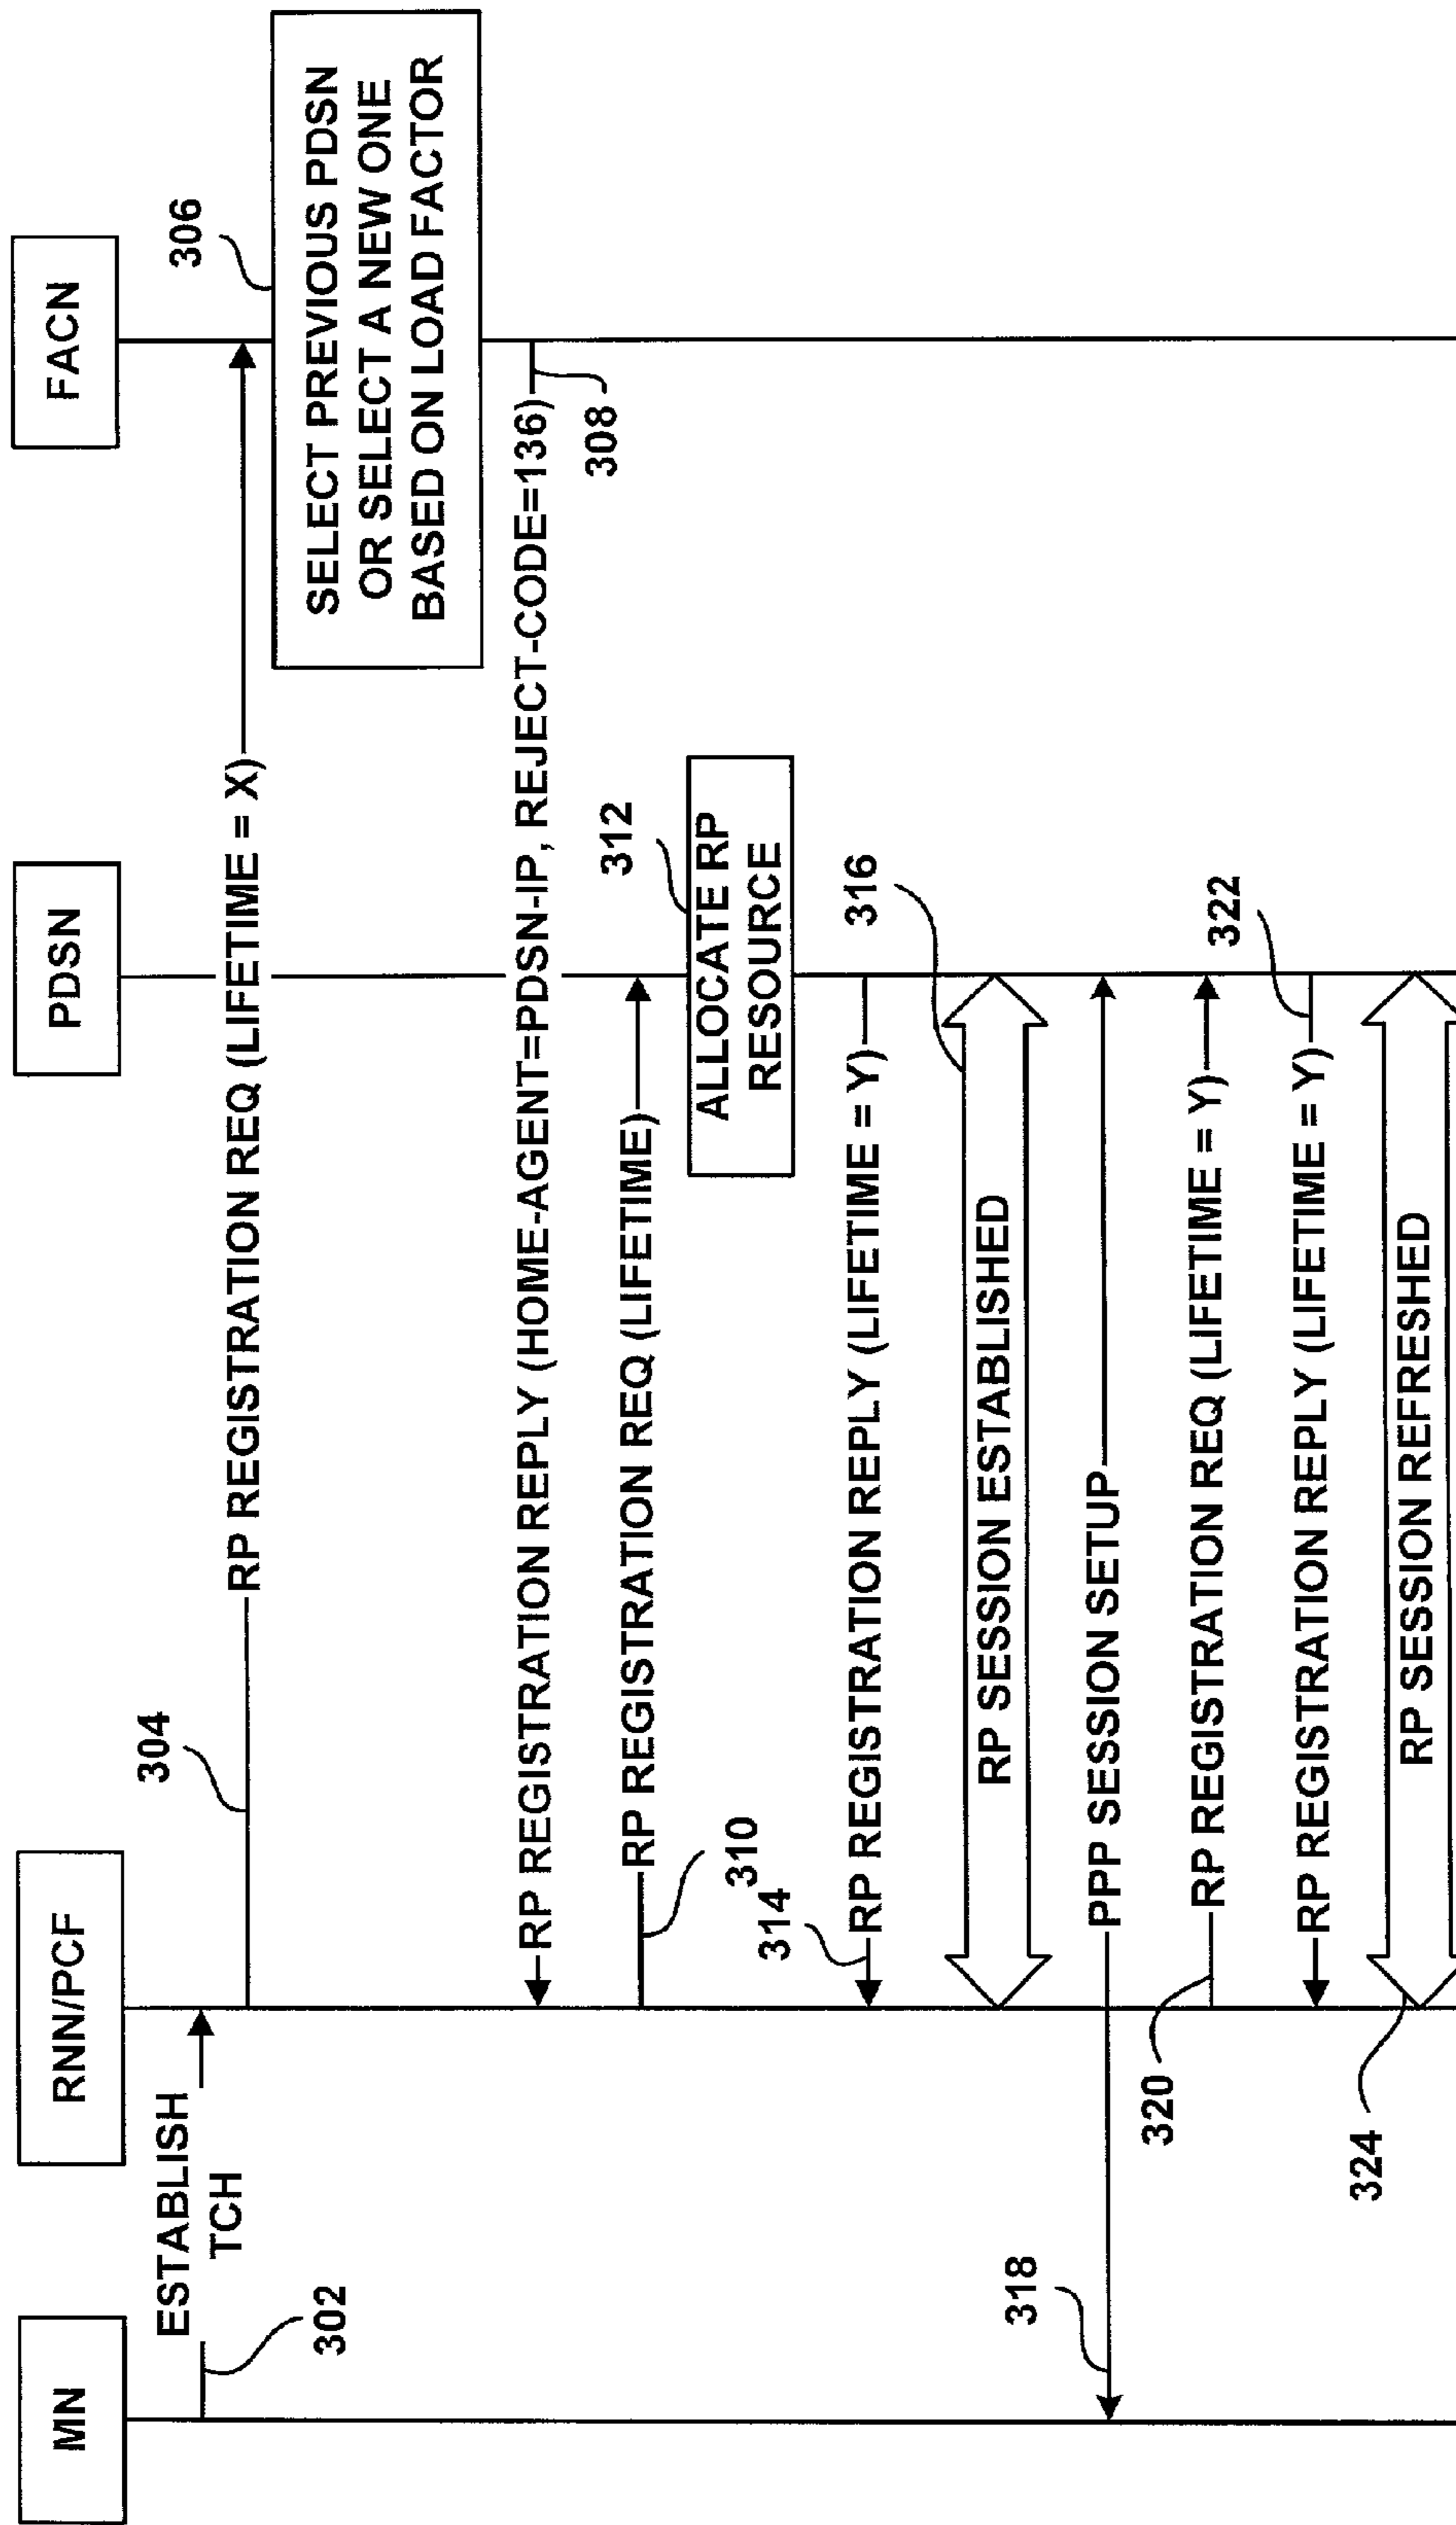 MN
RNN/PCF
PDSN
FACN
ESTABLISH
TCH
302
304
RP REGISTRATION REQ (LIFETIME = X)
306
SELECT PREVIOUS PDSN
OR SELECT A NEW ONE
BASED ON LOAD FACTOR
RP REGISTRATION REPLY (HOME-AGENT=PDSN-IP, REJECT-CODE=136)
308
RP REGISTRATION REQ (LIFETIME)
310
312
ALLOCATE RP
RESOURCE
314
RP REGISTRATION REPLY (LIFETIME = Y)
316
RP SESSION ESTABLISHED
318
PPP SESSION SETUP
320
RP REGISTRATION REQ (LIFETIME = Y)
322
RP REGISTRATION REPLY (LIFETIME = Y)
324
RP SESSION REFRESHED